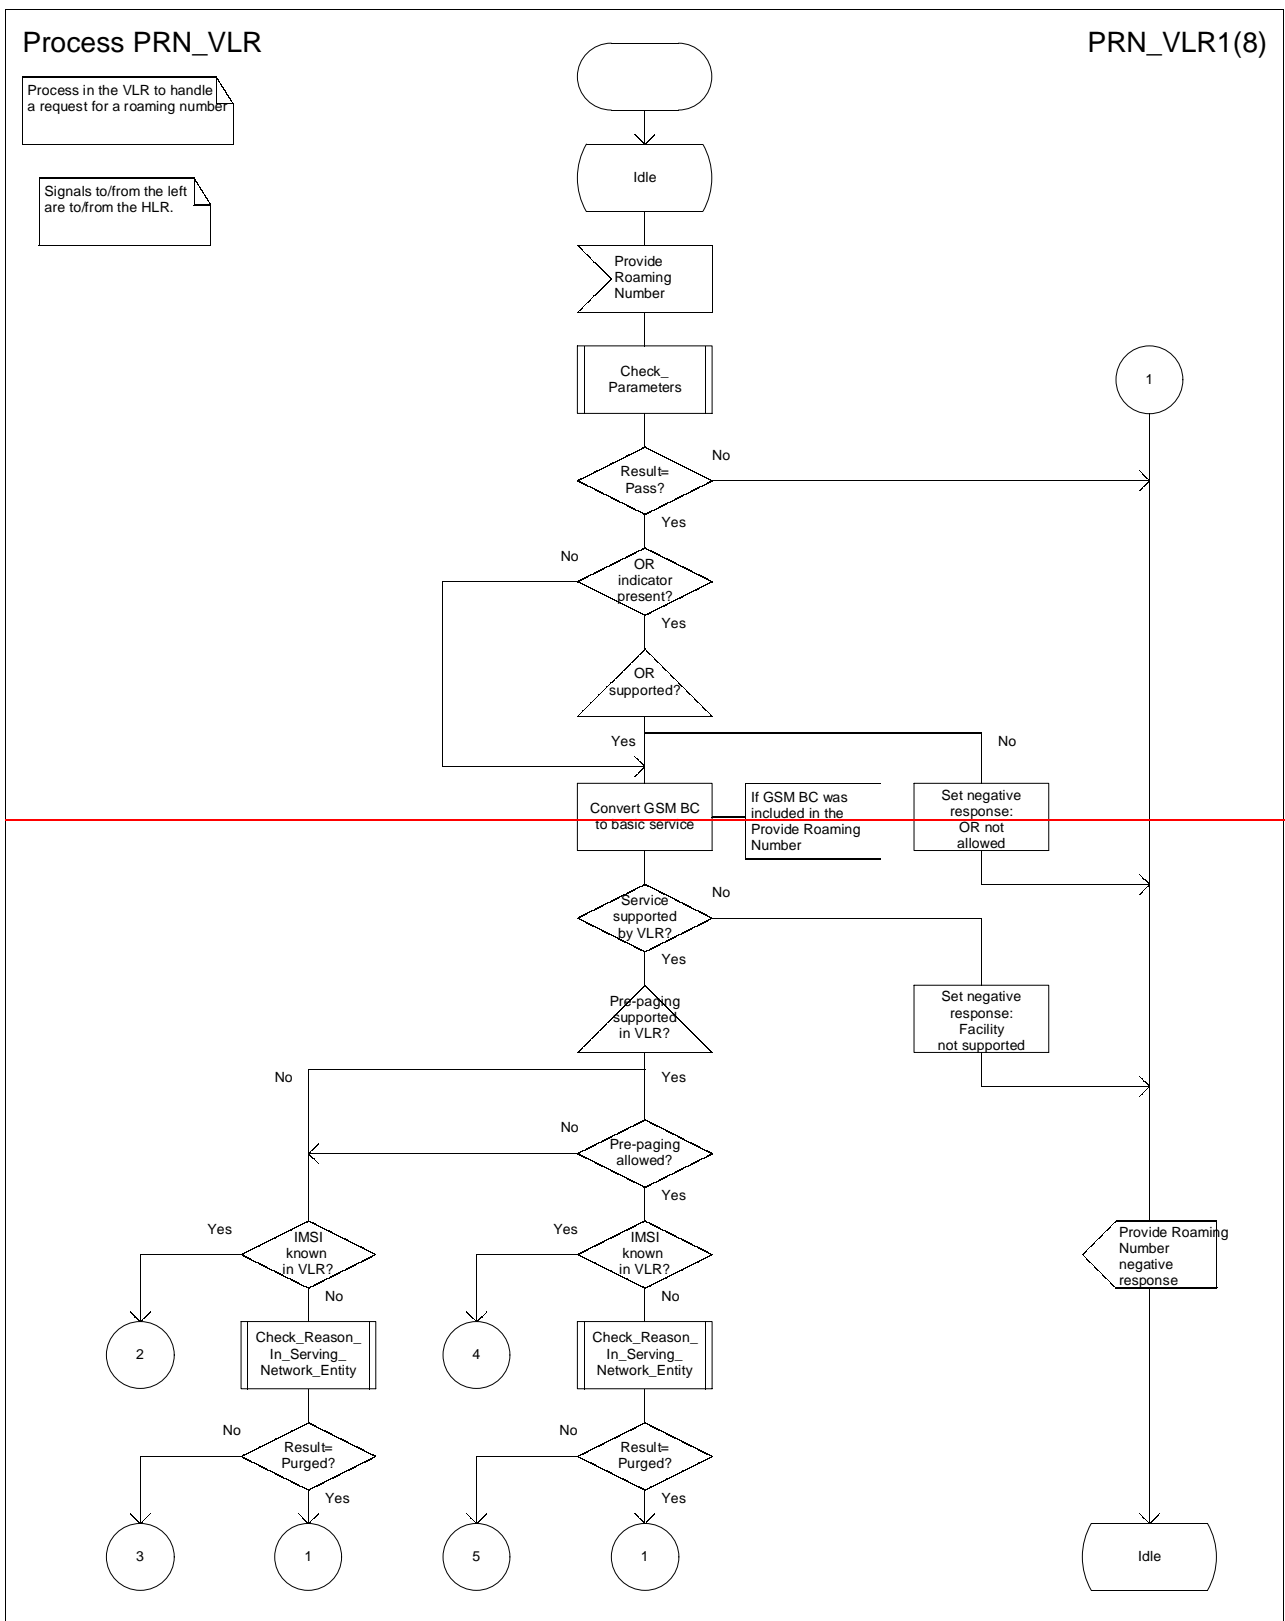 Process PRN_VLR
PRN_VLR1(8)
Process in the VLR to handle
a request for a roaming number
Signals to/from the left
are to/from the HLR.
Idle
Provide
Roaming
Number
Check_
Parameters
1
Result=
Pass?
No
Yes
OR
indicator
present?
No
Yes
OR
supported?
Yes
No
Convert GSM BC
to basic service
If GSM BC was
included in the
Provide Roaming
Number
Set negative
response:
OR not
allowed
Service
supported
by VLR?
No
Yes
Pre-paging
supported
in VLR?
Set negative
response:
Facility
not supported
No
Yes
No
Pre-paging
allowed?
Yes
Yes
IMSI
known
in VLR?
No
Yes
IMSI
known
in VLR?
No
Provide Roaming
Number
negative
response
2
Check_Reason_
In_Serving_
Network_Entity
4
Check_Reason_
In_Serving_
Network_Entity
No
Result=
Purged?
Yes
No
Result=
Purged?
Yes
3
1
5
1
Idle